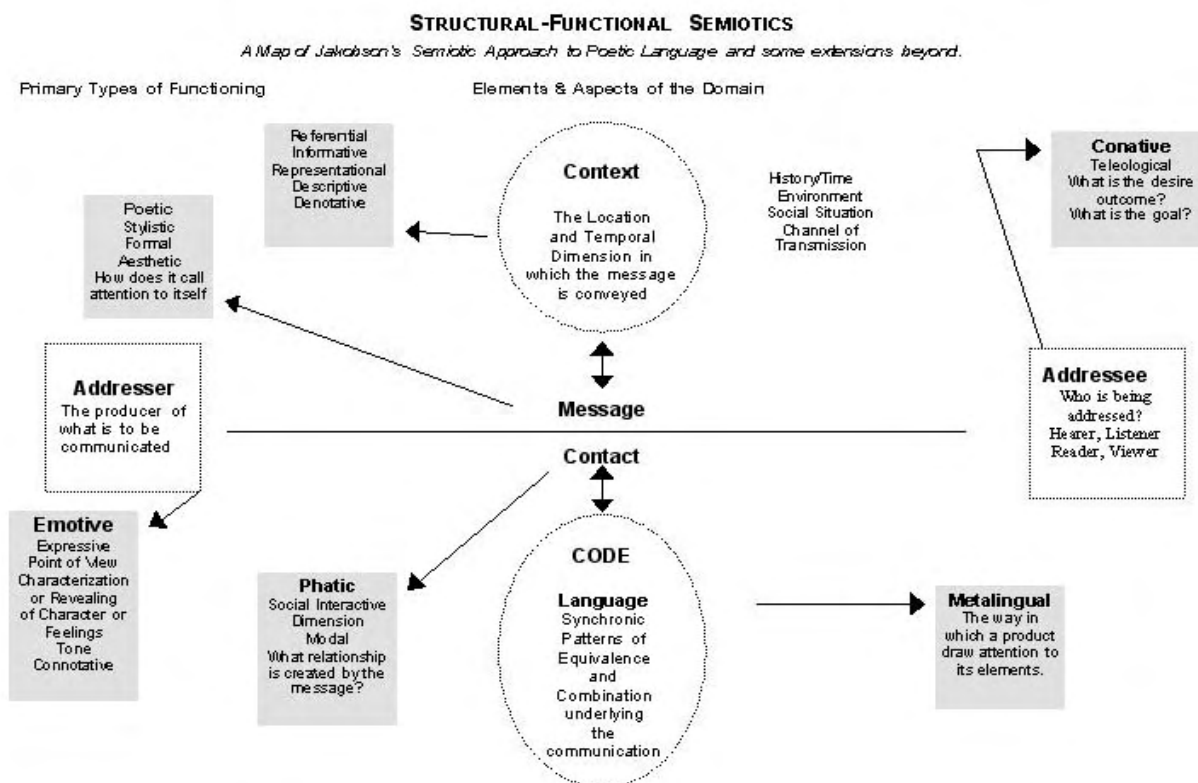 STRUCTURAL-FUNCTIONAL SEMIOTICS
A Map of Jakobson's Semiotic Approach to Poetic Language and some extensions beyond.
Primary Types of Functioning
Elements & Aspects of the Domain
Referential
Informative
Representational
Descriptive
Denotative
Context
The Location
and Temporal
Dimension in
which the message
is conveyed
History/Time
Environment
Social Situation
Channel of
Transmission
Conative
Teleological
What is the desire
outcome?
What is the goal?
Poetic
Stylistic
Formal
Aesthetic
How does it call
attention to itself
Addresser
The producer of
what is to be
communicated
Message
Contact
Addressee
Who is being
addressed?
Hearer, Listener
Reader, Viewer
Emotive
Expressive
Point of View
Characterization
or Revealing
of Character or
Feelings
Tone
Connotative
Phatic
Social Interactive
Dimension
Modal
What relationship
is created by the
message?
CODE
Language
Synchronic
Patterns of
Equivalence
and
Combination
underlying
the
communication
Metalingual
The way in
which a product
draw attention to
its elements.